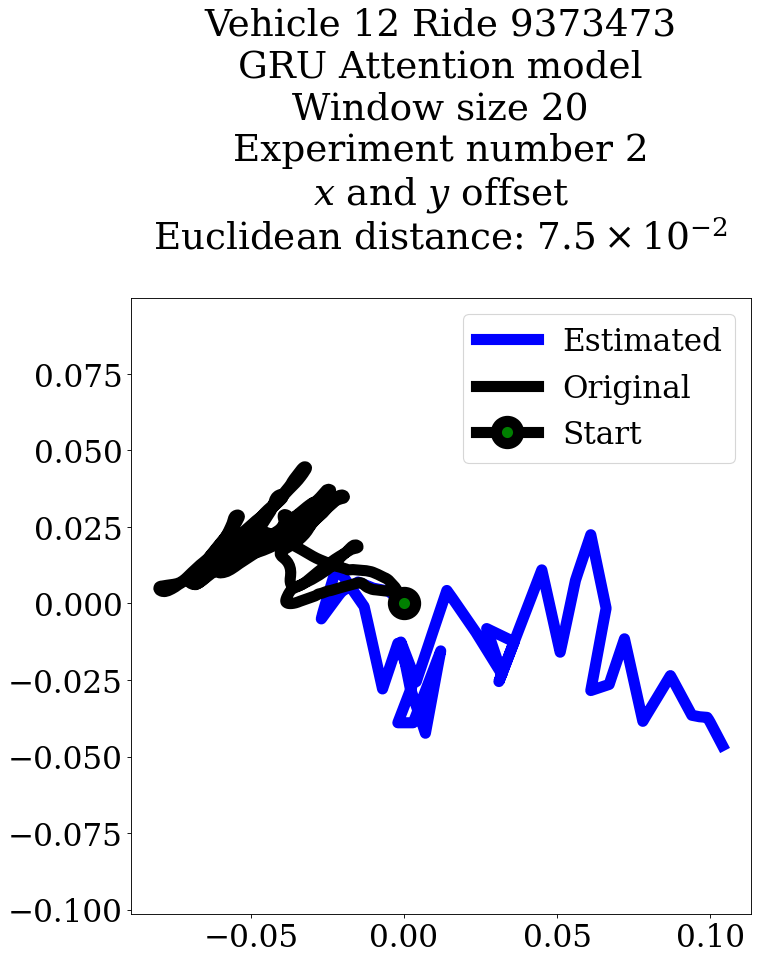 Vehicle 12 Ride 9373473
GRU Attention model
Window size 20
Experiment number 2
x and y offset
Euclidean distance: 7.5 × 10⁻²
Estimated
Original
Start
0.075
0.050
0.025
0.000
−0.025
−0.050
−0.075
−0.100
−0.05 0.00 0.05 0.10